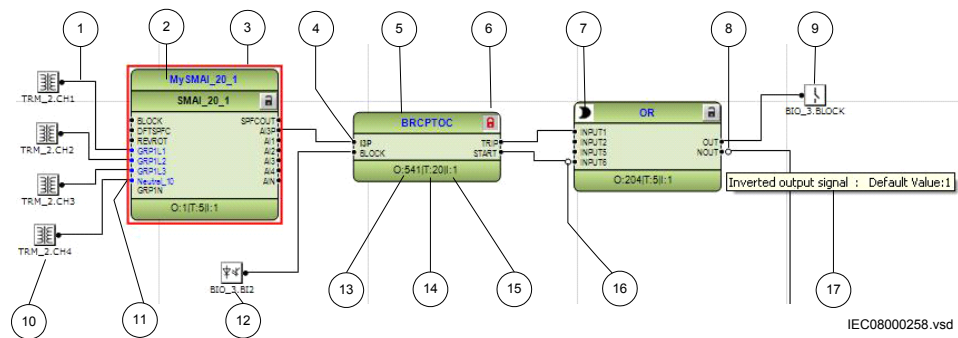 1
2
3
4
5
6
7
8
9
TRM_2.CH1
TRM_2.CH2
TRM_2.CH3
TRM_2.CH4
MySMAI_20_1
SMAI_20_1
BLOCK
DFTSPFC
REVROT
GRP1L1
GRP1L2
GRP1L3
Neutral_10
GRP1N
SPFCOUT
AI3P
AI1
AI2
AI3
AI4
AIN
O:1|T:5|I:1
BRCPTOC
I3P
BLOCK
TRIP
START
O:541|T:20|I:1
OR
INPUT1
INPUT2
INPUT5
INPUT6
OUT
NOUT
O:204|T:5|I:1
BIO_3.BLOCK
Inverted output signal : Default Value:1
BIO_3.BI2
10
11
12
13
14
15
16
17
IEC08000258.vsd